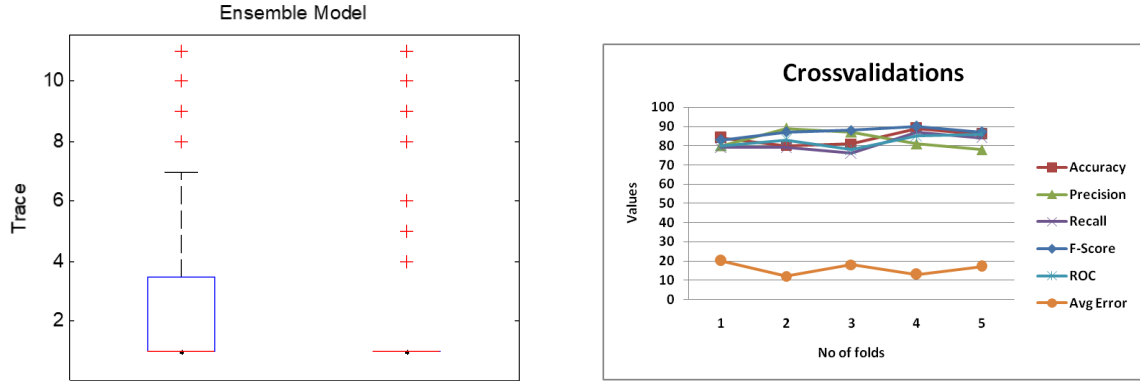 Ensemble Model
Trace
10
8
6
4
2
Crossvalidations
Values
100
90
80
70
60
50
40
30
20
10
0
1 2 3 4 5
No of folds
Accuracy
Precision
Recall
F-Score
ROC
Avg Error